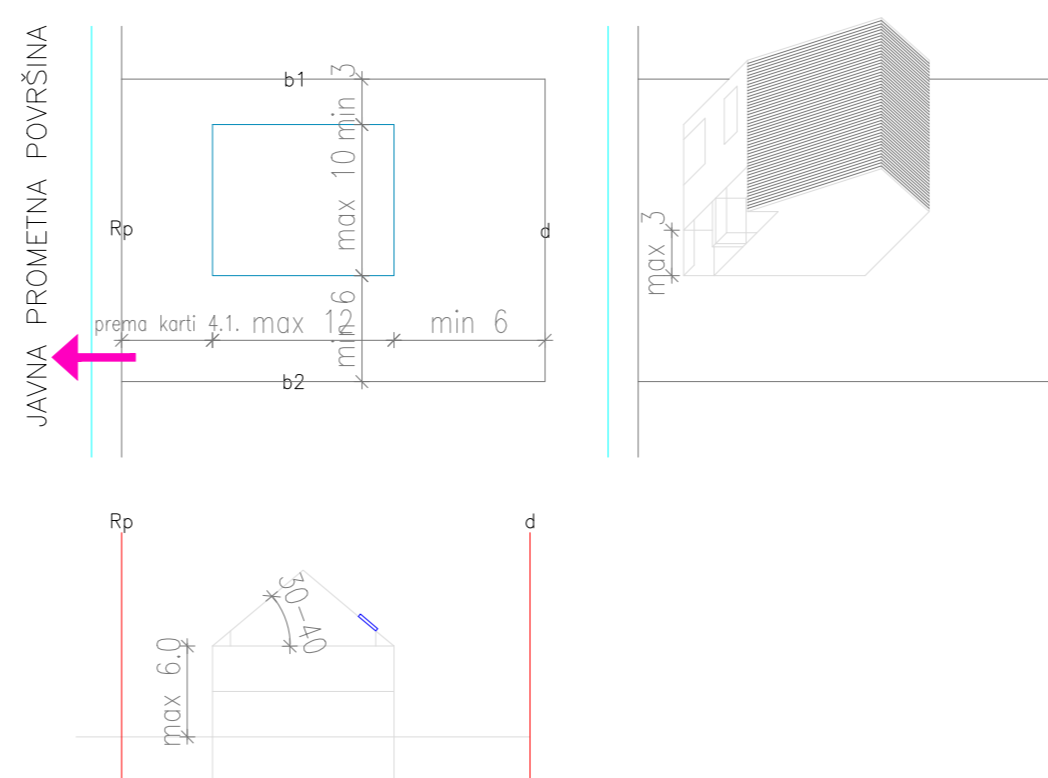 JAVNA PROMETNA POVRŠINA
b1
min 3
max 10
Rp
d
prema karti 4.1.
max 12
min 6
min 6
b2
max 3
Rp
d
30-40
max 6.0